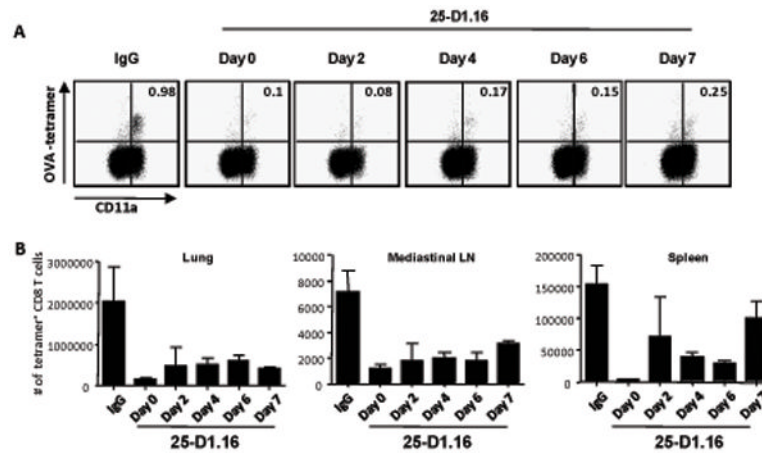 25-D1.16
A
IgG Day 0 Day 2 Day 4 Day 6 Day 7
0.98 0.1 0.08 0.17 0.15 0.25
OVA -tetramer
CD11a
B
Lung Mediastinal LN Spleen
# of tetramer⁺ CD8 T cells
3000000
2000000
1000000
0
10000
8000
6000
4000
2000
0
200000
150000
100000
50000
0
IgG Day 0 Day 2 Day 4 Day 6 Day 7
IgG Day 0 Day 2 Day 4 Day 6 Day 7
IgG Day 0 Day 2 Day 4 Day 6 Day 7
25-D1.16 25-D1.16 25-D1.16